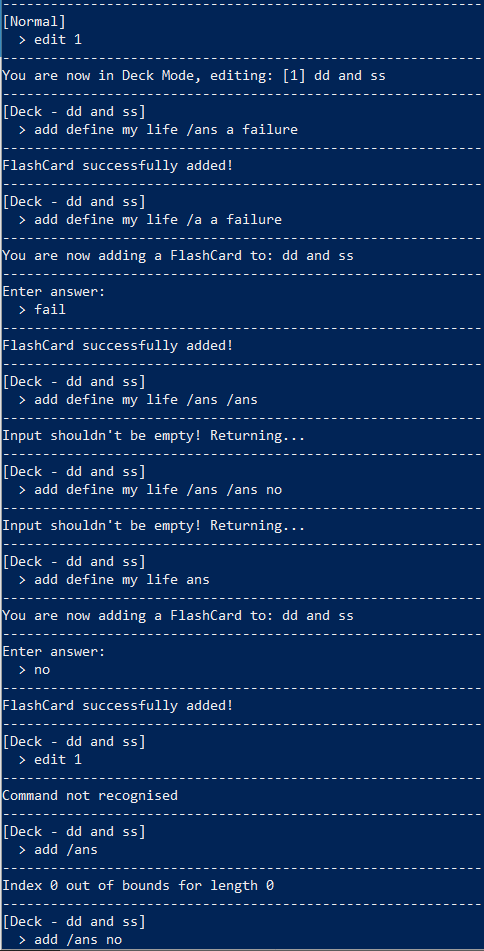 ------------------------------------------------------------
[Normal]
  > edit 1
------------------------------------------------------------
You are now in Deck Mode, editing: [1] dd and ss
------------------------------------------------------------
[Deck - dd and ss]
  > add define my life /ans a failure
------------------------------------------------------------
FlashCard successfully added!
------------------------------------------------------------
[Deck - dd and ss]
  > add define my life /a a failure
------------------------------------------------------------
You are now adding a FlashCard to: dd and ss
------------------------------------------------------------
Enter answer:
  > fail
------------------------------------------------------------
FlashCard successfully added!
------------------------------------------------------------
[Deck - dd and ss]
  > add define my life /ans /ans
------------------------------------------------------------
Input shouldn't be empty! Returning...
------------------------------------------------------------
[Deck - dd and ss]
  > add define my life /ans /ans no
------------------------------------------------------------
Input shouldn't be empty! Returning...
------------------------------------------------------------
[Deck - dd and ss]
  > add define my life ans
------------------------------------------------------------
You are now adding a FlashCard to: dd and ss
------------------------------------------------------------
Enter answer:
  > no
------------------------------------------------------------
FlashCard successfully added!
------------------------------------------------------------
[Deck - dd and ss]
  > edit 1
------------------------------------------------------------
Command not recognised
------------------------------------------------------------
[Deck - dd and ss]
  > add /ans
------------------------------------------------------------
Index 0 out of bounds for length 0
------------------------------------------------------------
[Deck - dd and ss]
  > add /ans no